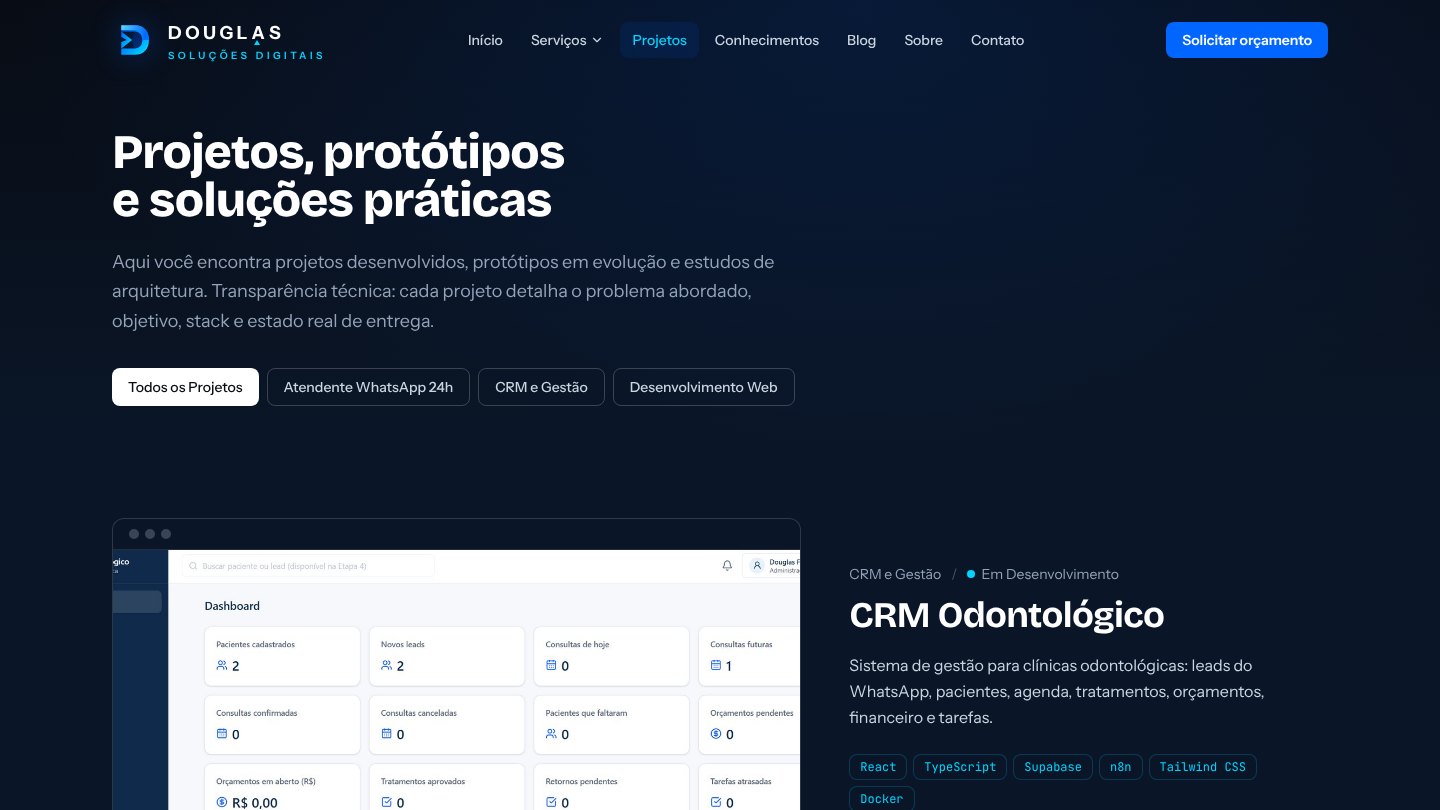 DOUGLAS
SOLUÇÕES DIGITAIS
Início
Serviços
Projetos
Conhecimentos
Blog
Sobre
Contato
Solicitar orçamento
Projetos, protótipos
e soluções práticas
Aqui você encontra projetos desenvolvidos, protótipos em evolução e estudos de
arquitetura. Transparência técnica: cada projeto detalha o problema abordado,
objetivo, stack e estado real de entrega.
Todos os Projetos
Atendente WhatsApp 24h
CRM e Gestão
Desenvolvimento Web
Buscar paciente ou lead (disponível na Etapa 4)
Douglas F
Dashboard
Pacientes cadastrados
2
Novos leads
2
Consultas de hoje
0
Consultas futuras
1
Consultas confirmadas
0
Consultas canceladas
0
Pacientes que faltaram
0
Orçamentos pendentes
0
Orçamentos em aberto (R$)
R$ 0,00
Tratamentos aprovados
0
Retornos pendentes
0
Tarefas atrasadas
0
CRM e Gestão / Em Desenvolvimento
CRM Odontológico
Sistema de gestão para clínicas odontológicas: leads do
WhatsApp, pacientes, agenda, tratamentos, orçamentos,
financeiro e tarefas.
React
TypeScript
Supabase
n8n
Tailwind CSS
Docker